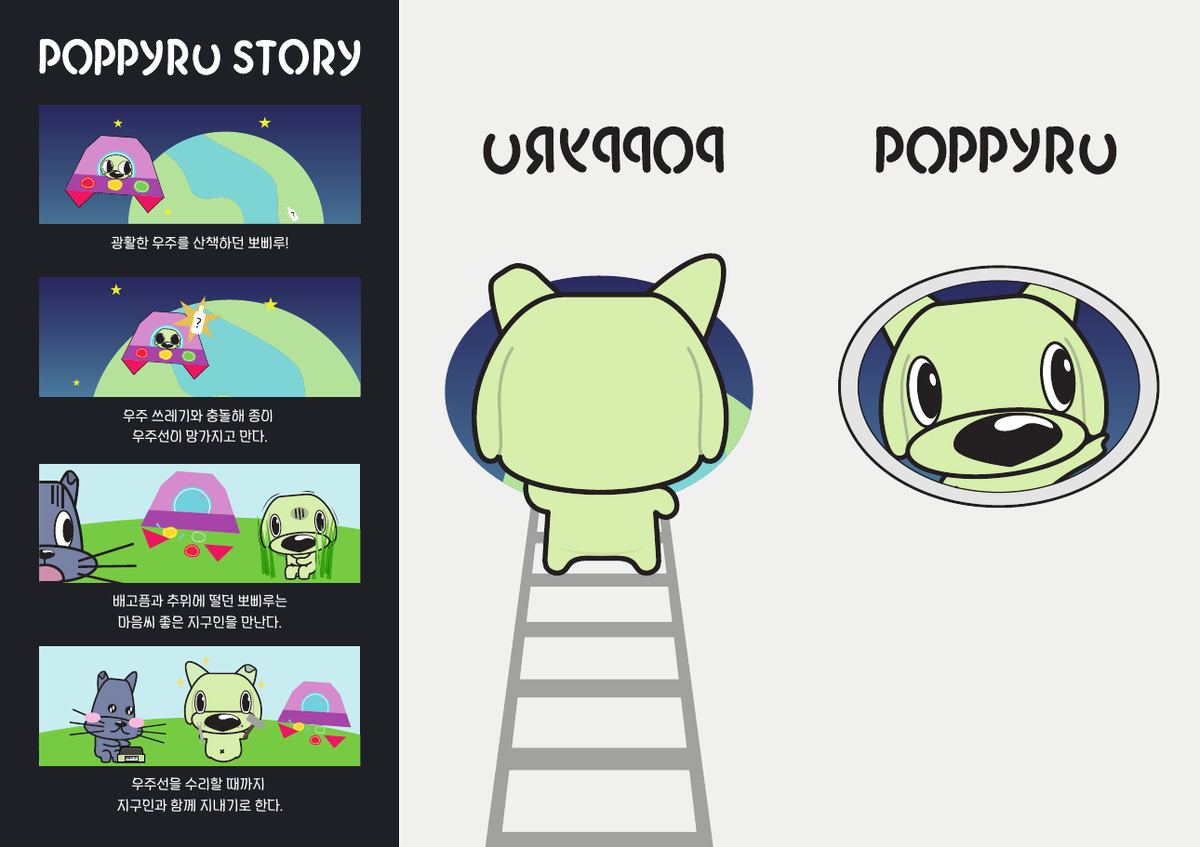 POPPYRU STORY
광활한 우주를 산책하던 뽀삐루!
?
우주 쓰레기와 충돌해 종이
우주선이 망가지고 만다.
배고픔과 추위에 떨던 뽀삐루는
마음씨 좋은 지구인을 만난다.
우주선을 수리할 때까지
지구인과 함께 지내기로 한다.
POPPYRU
POPPYRU